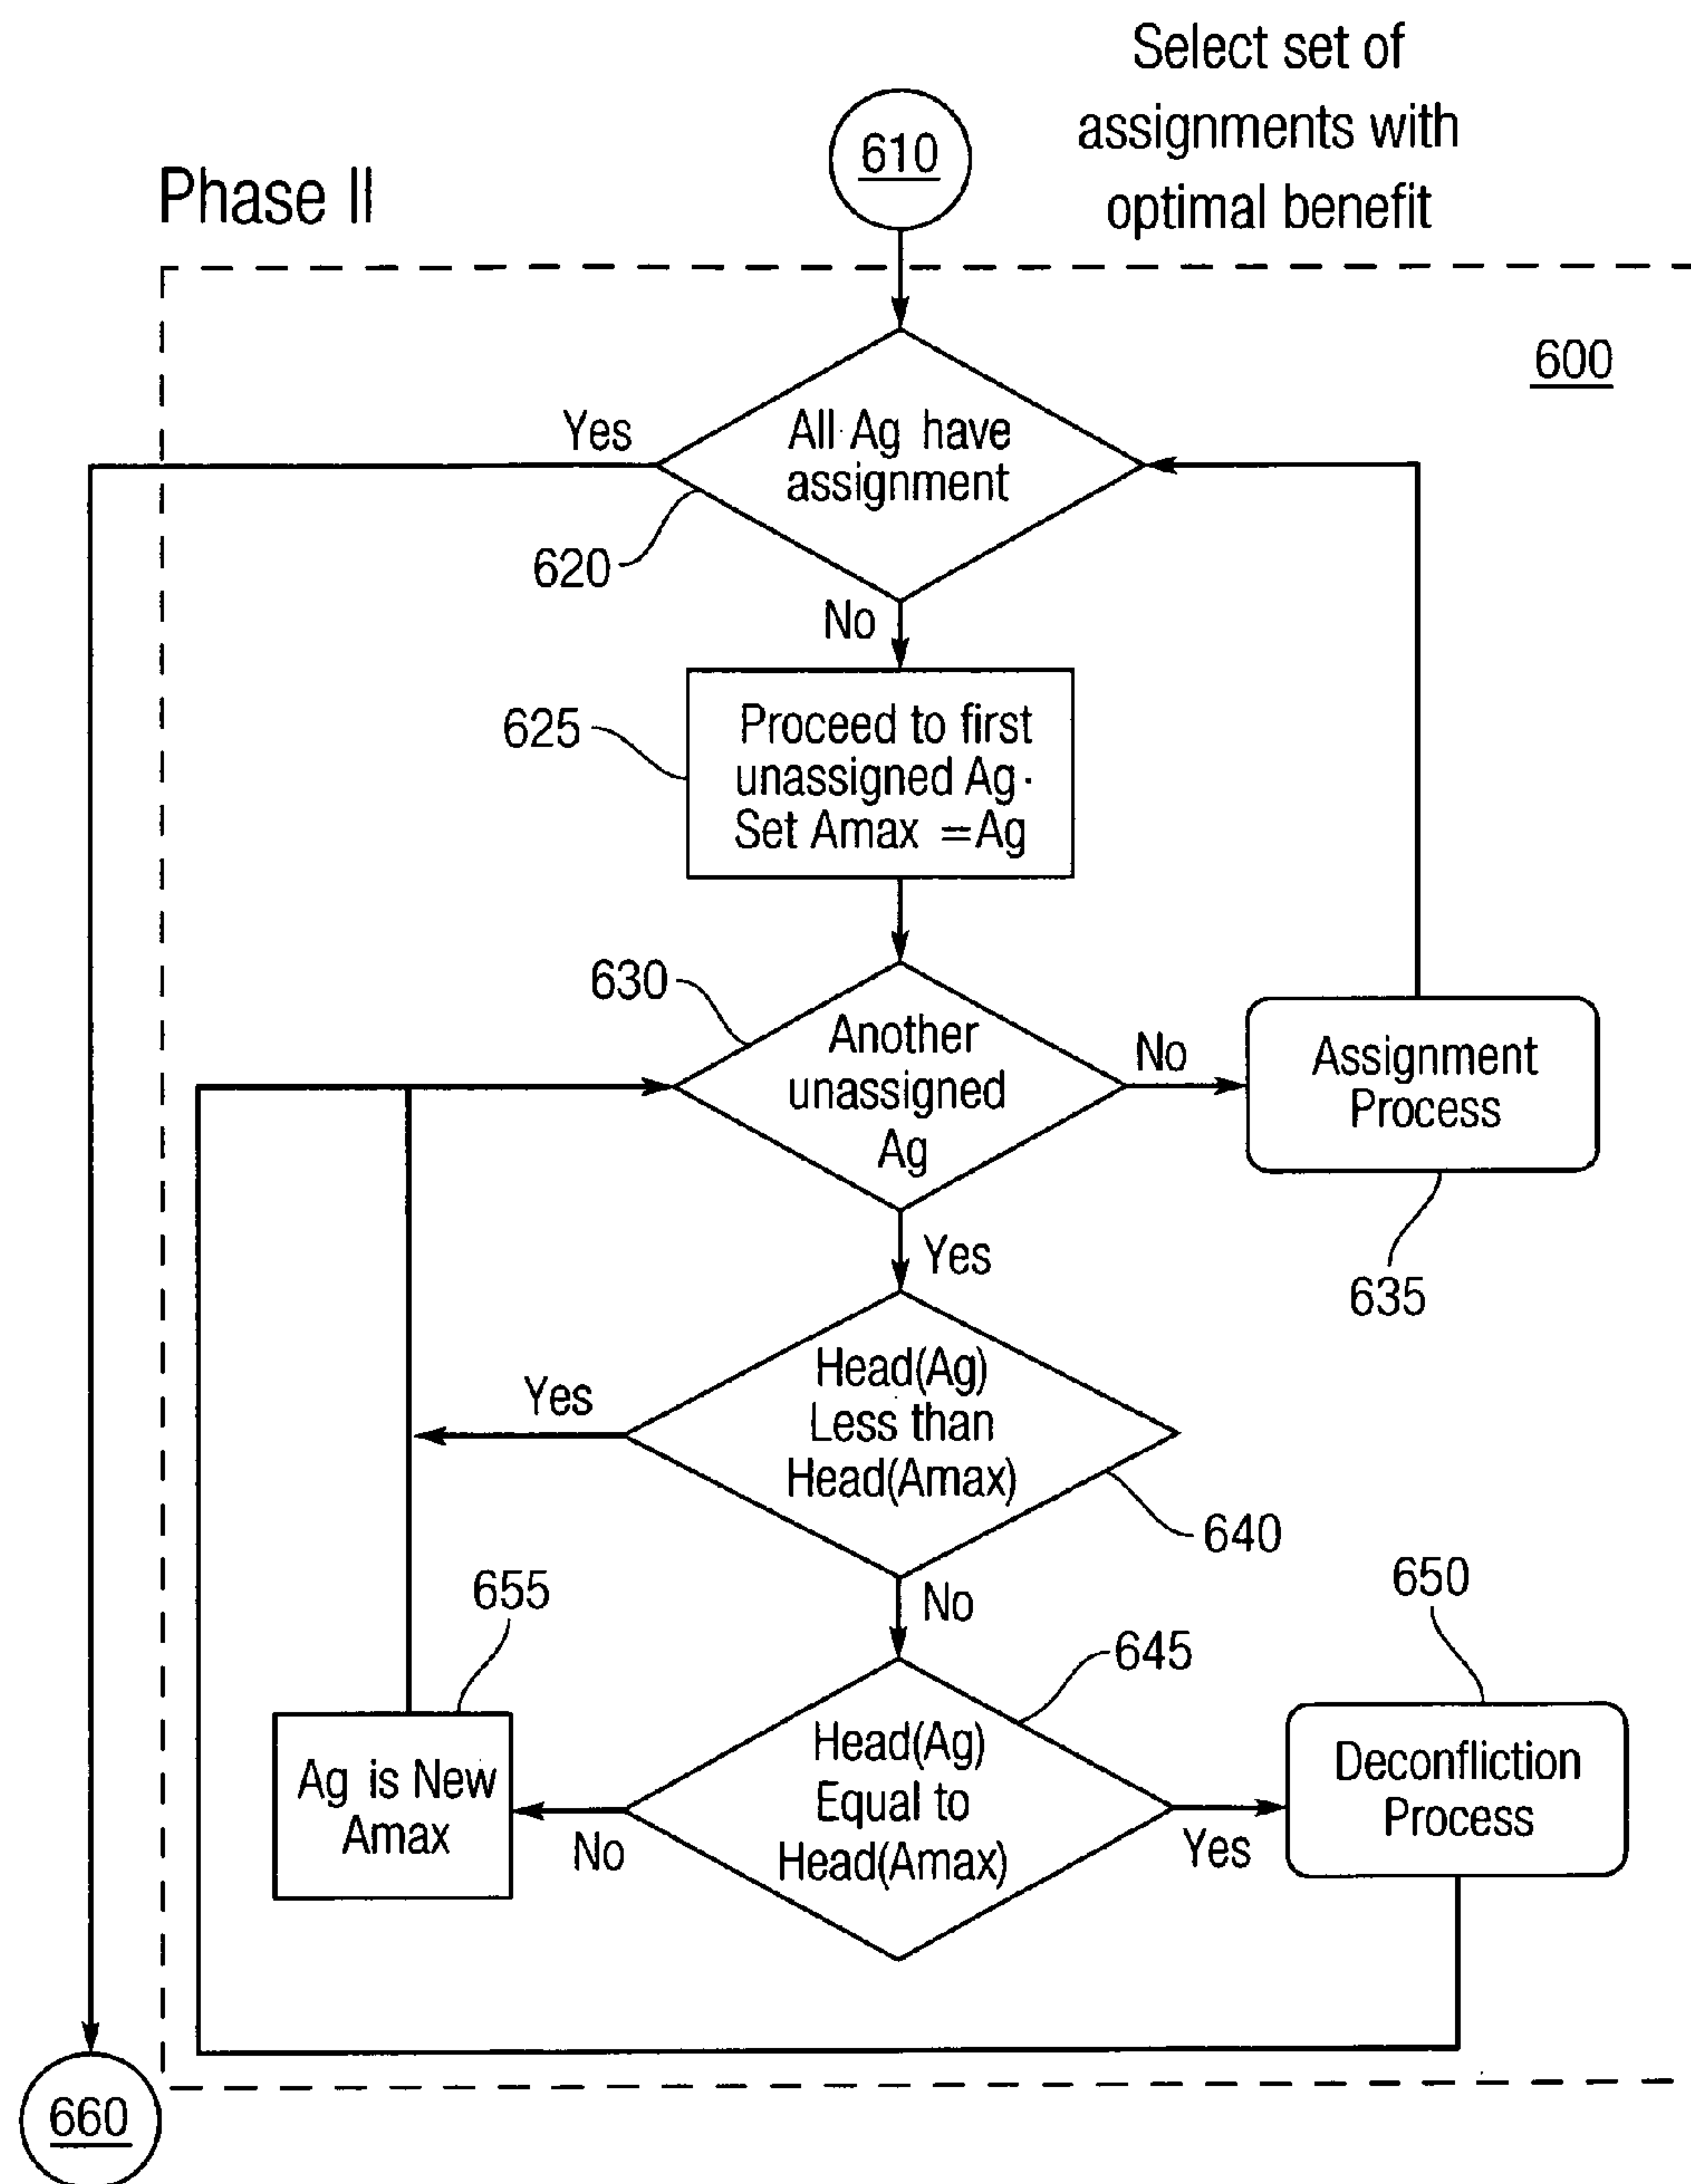 Select set of
assignments with
optimal benefit
610
Phase II
600
Yes
All Ag have
assignment
620
No
625
Proceed to first
unassigned Ag.
Set Amax =Ag
630
Another
unassigned
Ag
No
Assignment
Process
635
Yes
Head(Ag)
Less than
Head(Amax)
Yes
640
No
655
645
650
Ag is New
Amax
No
Head(Ag)
Equal to
Head(Amax)
Yes
Deconfliction
Process
660